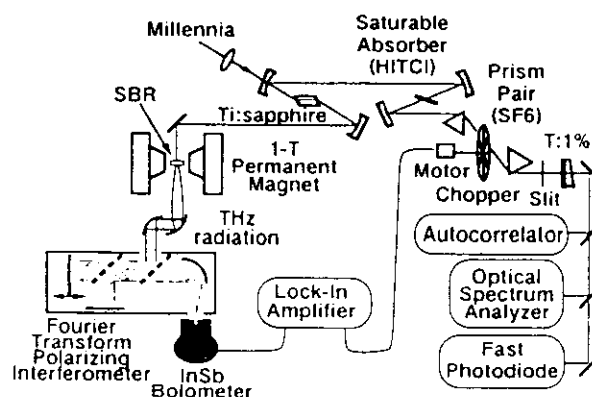 Millennia
Saturable
Absorber
(HITCI)
Prism
Pair
(SF6)
SBR
Ti:sapphire
T:1%
1-T
Permanent
Magnet
Motor
Chopper
Slit
THz
radiation
Autocorrelator
Lock-In
Amplifier
Optical
Spectrum
Analyzer
Fourier
Transform
Polarizing
Interferometer
InSb
Bolometer
Fast
Photodiode